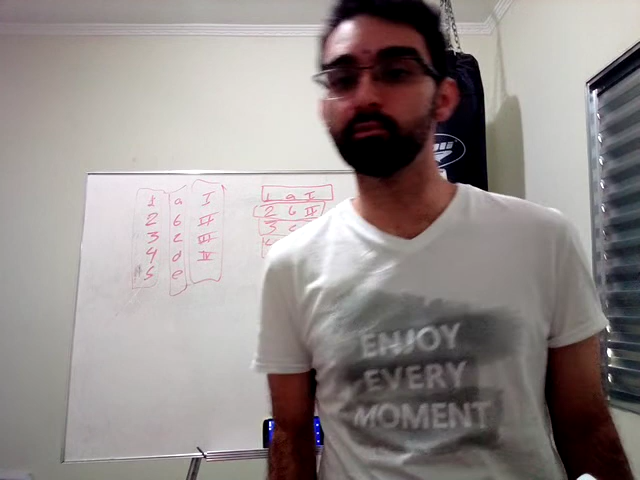 1 a I
2 b II
3 c III
4 d IV
5 e
1 a I
2 b II
3 c
ENJOY
EVERY
MOMENT